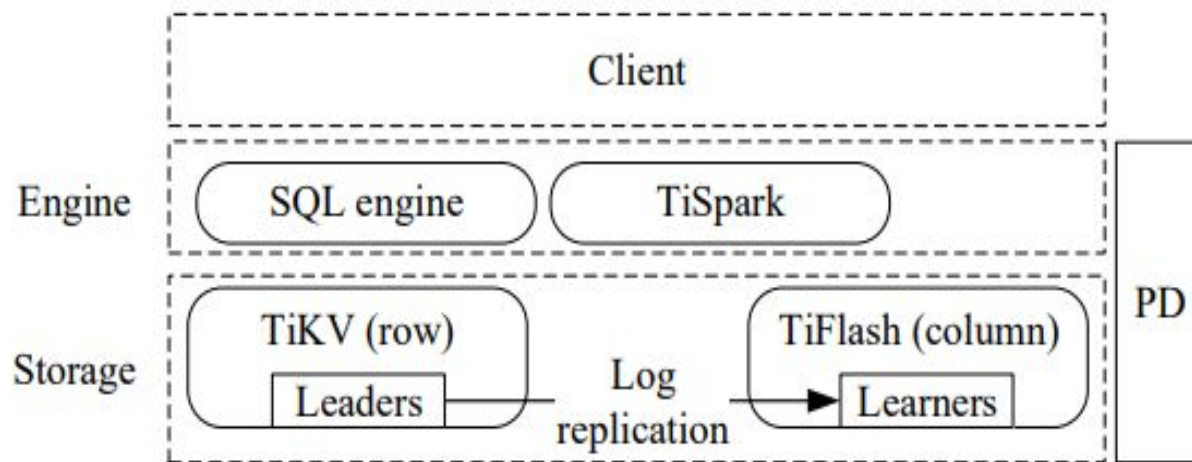 Client
Engine
SQL engine
TiSpark
PD
Storage
TiKV (row)
TiFlash (column)
Leaders
Log
replication
Learners